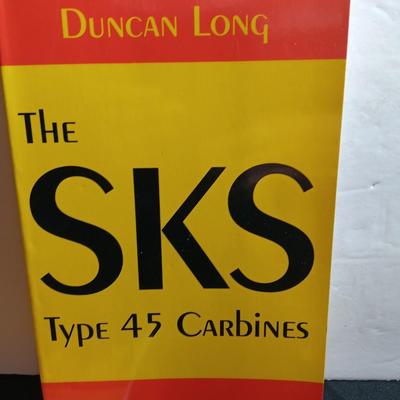 Duncan Long
The
SKS
Type 45 Carbines